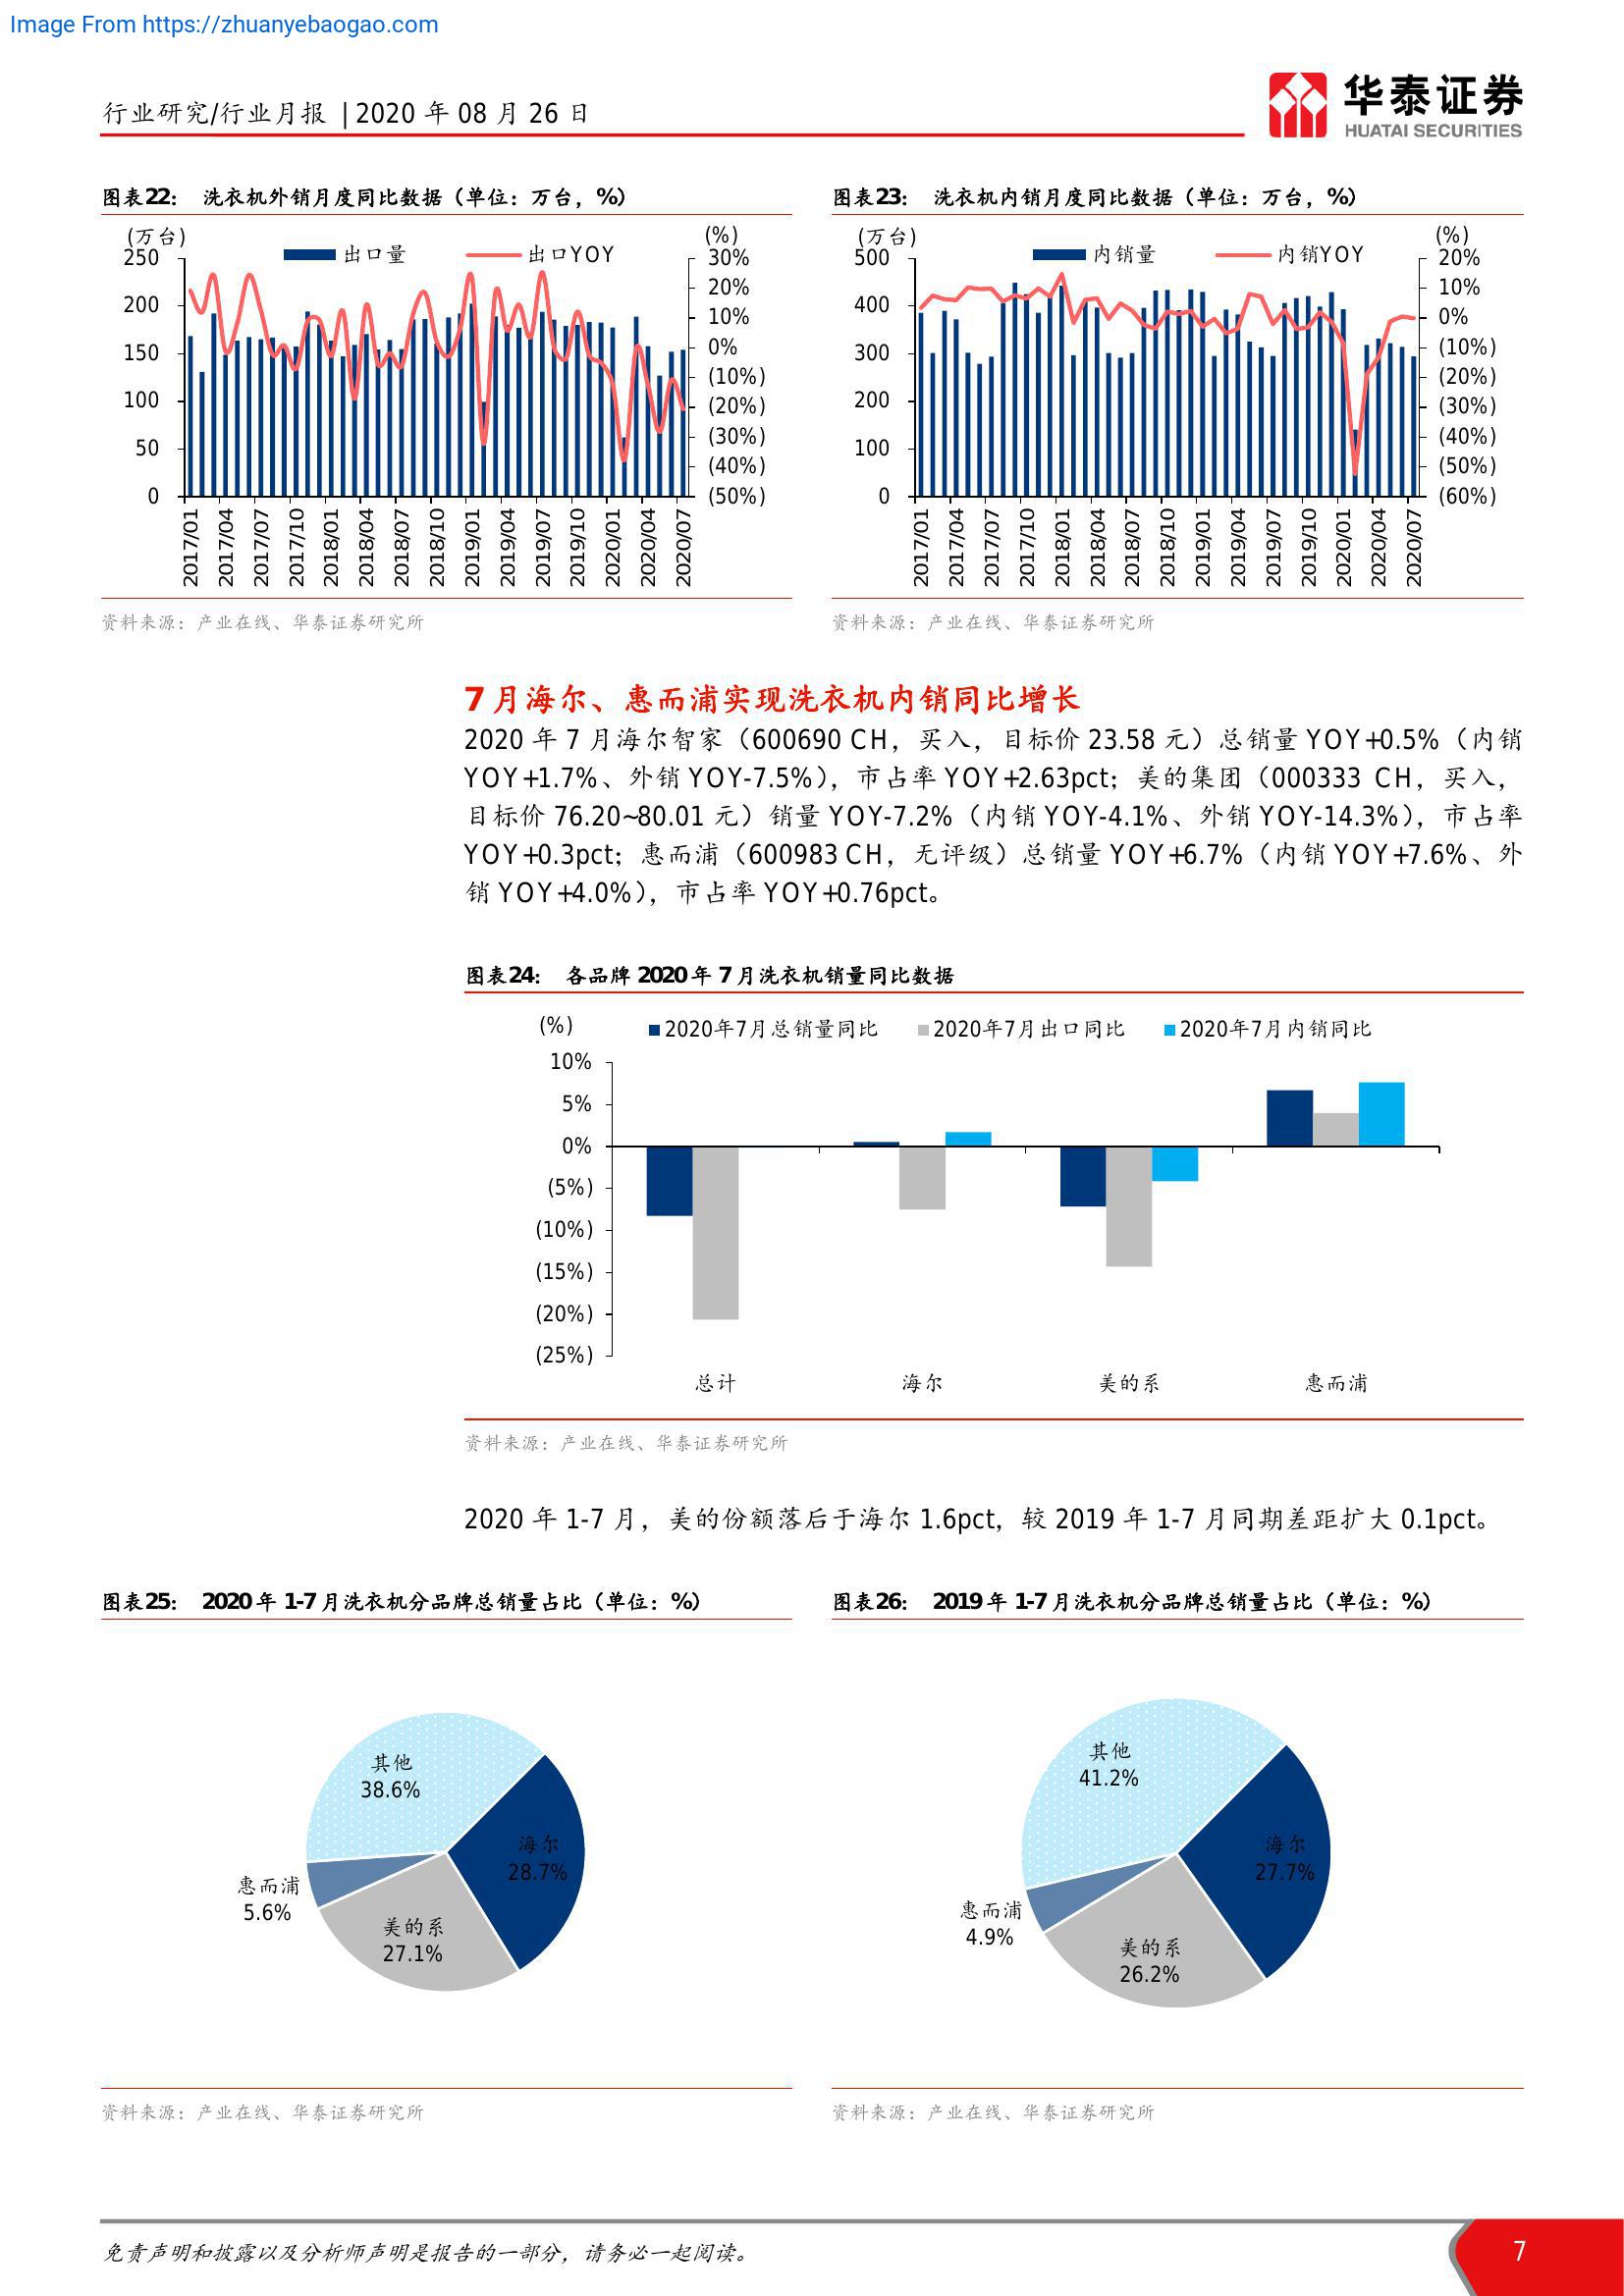 Image From https://zhuanyebaogao.com
行业研究/行业月报 | 2020 年 08 月 26 日
华泰证券
HUATAI SECURITIES
图表22： 洗衣机外销月度同比数据（单位：万台，%）
(万台)
(%)
出口量
出口YOY
250
200
150
100
50
0
30%
20%
10%
0%
(10%)
(20%)
(30%)
(40%)
(50%)
2017/01
2017/04
2017/07
2017/10
2018/01
2018/04
2018/07
2018/10
2019/01
2019/04
2019/07
2019/10
2020/01
2020/04
2020/07
资料来源：产业在线、华泰证券研究所
图表23： 洗衣机内销月度同比数据（单位：万台，%）
(万台)
(%)
内销量
内销YOY
500
400
300
200
100
0
20%
10%
0%
(10%)
(20%)
(30%)
(40%)
(50%)
(60%)
2017/01
2017/04
2017/07
2017/10
2018/01
2018/04
2018/07
2018/10
2019/01
2019/04
2019/07
2019/10
2020/01
2020/04
2020/07
资料来源：产业在线、华泰证券研究所
7 月海尔、惠而浦实现洗衣机内销同比增长
2020 年 7 月海尔智家（600690 CH，买入，目标价 23.58 元）总销量 YOY+0.5%（内销
YOY+1.7%、外销 YOY-7.5%），市占率 YOY+2.63pct；美的集团（000333 CH，买入，
目标价 76.20~80.01 元）销量 YOY-7.2%（内销 YOY-4.1%、外销 YOY-14.3%），市占率
YOY+0.3pct；惠而浦（600983 CH，无评级）总销量 YOY+6.7%（内销 YOY+7.6%、外
销 YOY+4.0%），市占率 YOY+0.76pct。
图表24： 各品牌 2020 年 7 月洗衣机销量同比数据
(%)
2020年7月总销量同比
2020年7月出口同比
2020年7月内销同比
10%
5%
0%
(5%)
(10%)
(15%)
(20%)
(25%)
总计
海尔
美的系
惠而浦
资料来源：产业在线、华泰证券研究所
2020 年 1-7 月，美的份额落后于海尔 1.6pct，较 2019 年 1-7 月同期差距扩大 0.1pct。
图表25： 2020 年 1-7 月洗衣机分品牌总销量占比（单位：%）
其他
38.6%
海尔
28.7%
惠而浦
5.6%
美的系
27.1%
资料来源：产业在线、华泰证券研究所
图表26： 2019 年 1-7 月洗衣机分品牌总销量占比（单位：%）
其他
41.2%
海尔
27.7%
惠而浦
4.9%
美的系
26.2%
资料来源：产业在线、华泰证券研究所
免责声明和披露以及分析师声明是报告的一部分，请务必一起阅读。
7